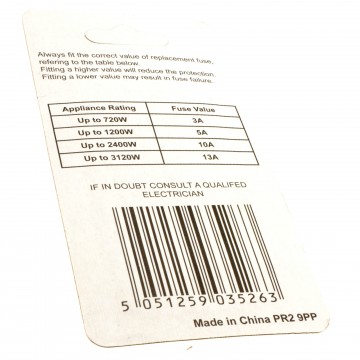 Always fit the correct value of replacement fuse,
refering to the table below.
Fitting a higher value will reduce the protection.
Fitting a lower value may result in fuse failure.
Appliance Rating Fuse Value
Up to 720W 3A
Up to 1200W 5A
Up to 2400W 10A
Up to 3120W 13A
IF IN DOUBT CONSULT A QUALIFED
ELECTRICIAN
5 051259 035263
Made in China PR2 9PP